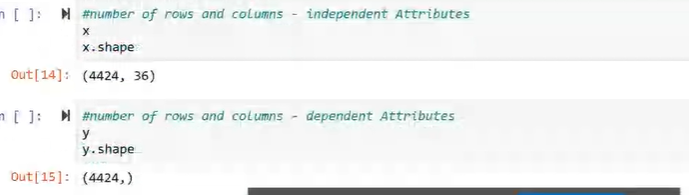 n [ ]: #number of rows and columns - independent Attributes
x
x.shape
Out[14]: (4424, 36)
n [ ]: #number of rows and columns - dependent Attributes
y
y.shape
Out[15]: (4424,)